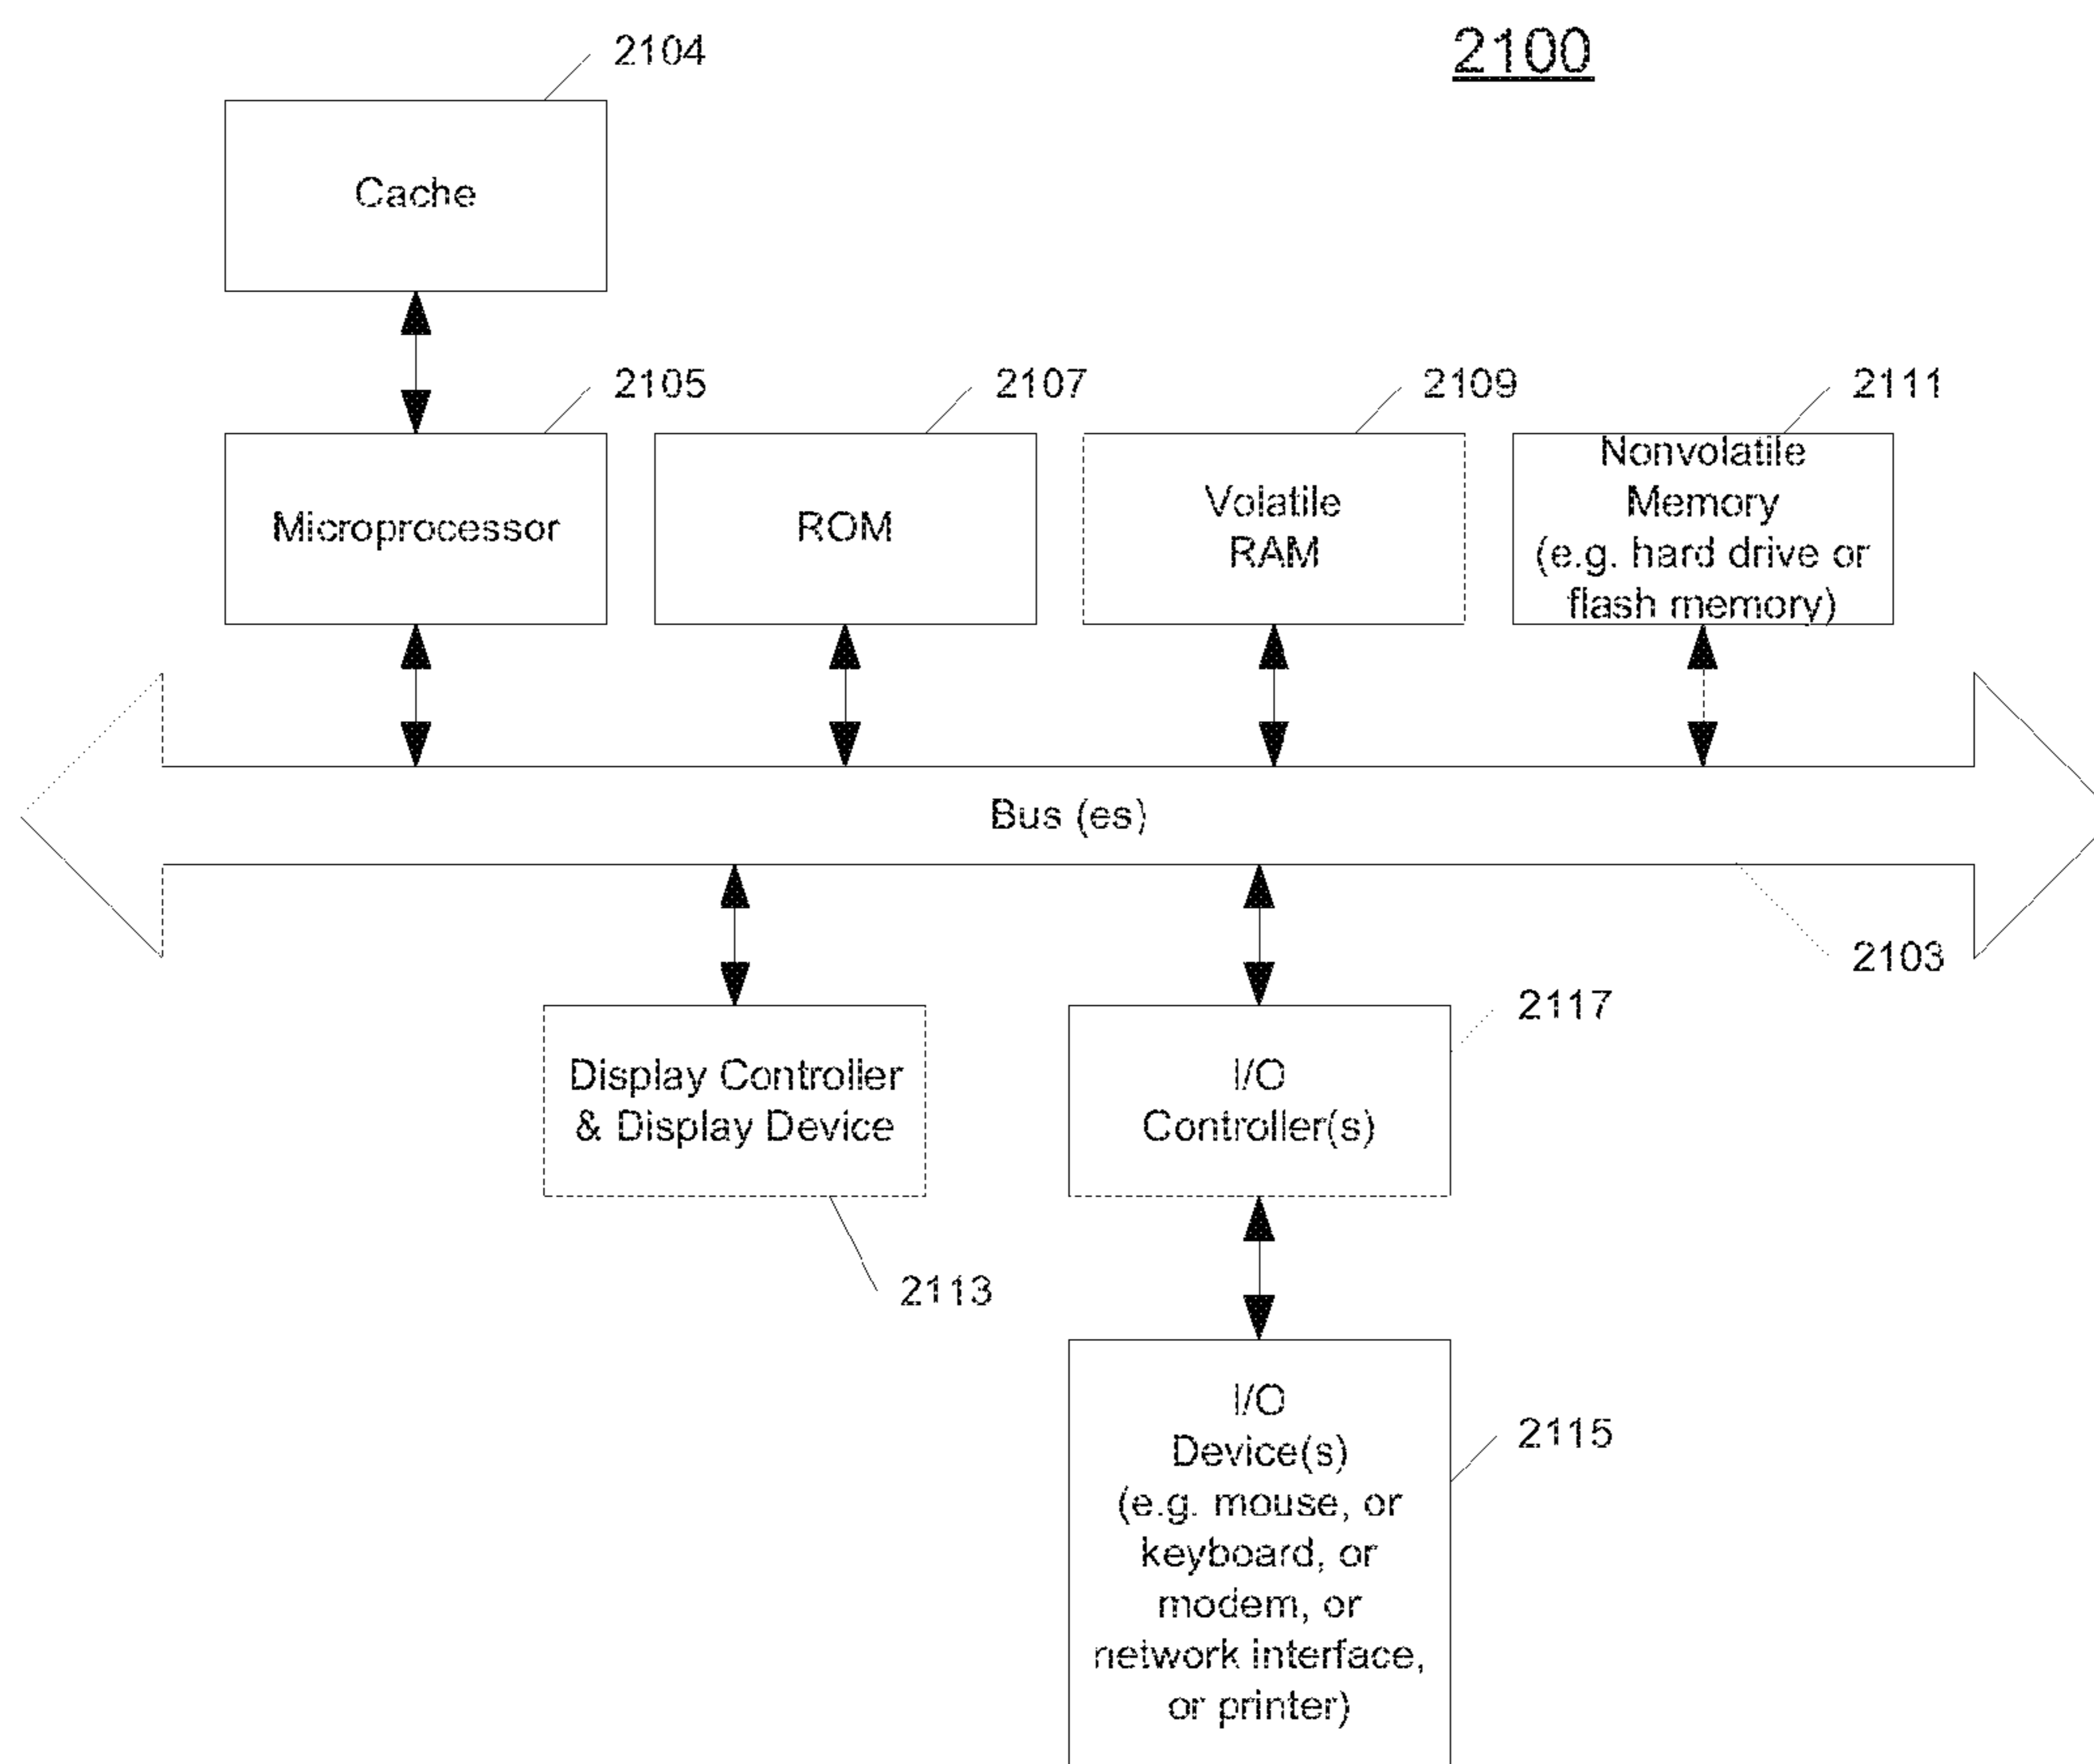 2100
2104
Cache
2105
2107
2109
2111
Microprocessor
ROM
Volatile
RAM
Nonvolatile
Memory
(e.g. hard drive or
flash memory)
Bus (es)
2103
2117
Display Controller
& Display Device
I/O
Controller(s)
2113
I/O
Device(s)
(e.g. mouse, or
keyboard, or
modem, or
network interface,
or printer)
2115